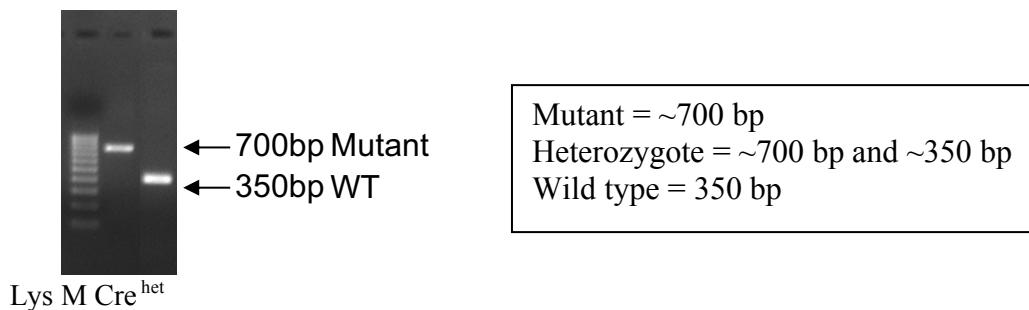 700bp Mutant
350bp WT
Lys M Cre het
Mutant = ~700 bp
Heterozygote = ~700 bp and ~350 bp
Wild type = 350 bp